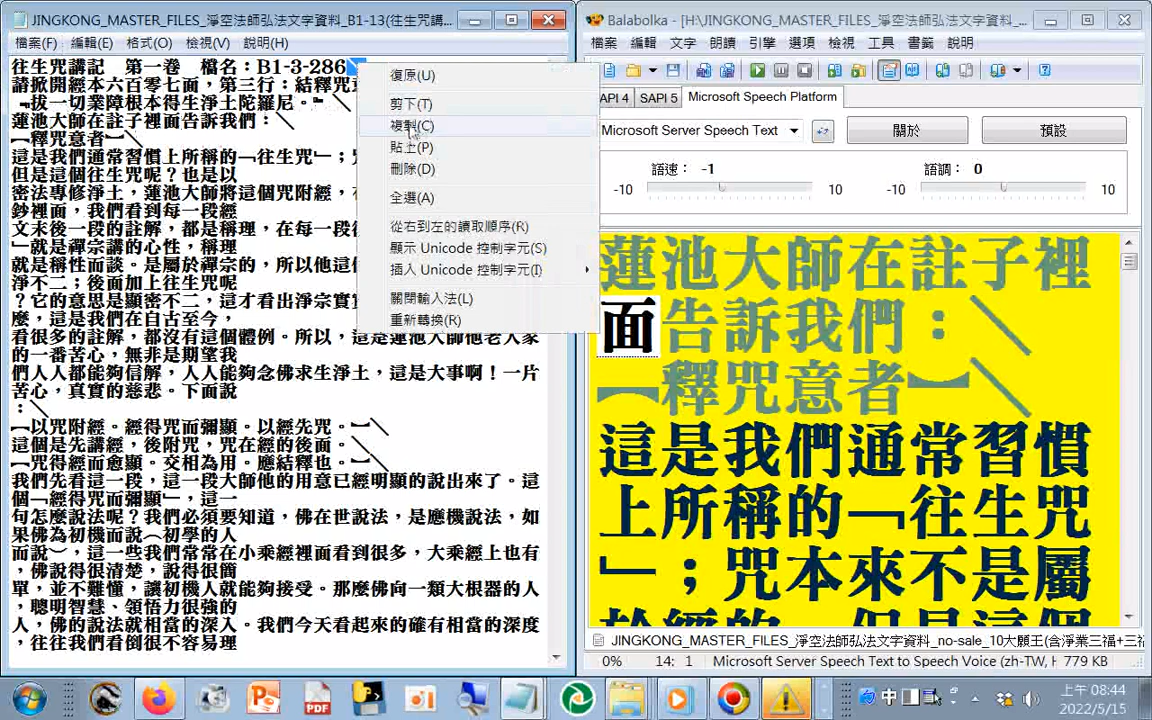 JINGKONG_MASTER_FILES_淨空法師弘法文字資料_B1-13(往生咒講...
檔案(F) 編輯(E) 格式(O) 檢視(V) 說明(H)
往生咒講記 第一卷 檔名：B1-3-286
請掀開經本六百零七面，第三行：結釋咒意
﹁拔一切業障根本得生淨土陀羅尼。﹂＼
蓮池大師在註子裡面告訴我們：＼
【釋咒意者】＼
這是我們通常習慣上所稱的﹁往生咒﹂；咒
但是這個往生咒呢？也是以
密法專修淨土，蓮池大師將這個咒附經，在
鈔裡面，我們看到每一段經
文末後一段的註解，都是稱理，在每一段後
﹂就是禪宗講的心性，稱理
就是稱性而談。是屬於禪宗的，所以他這個
淨不二；後面加上往生咒呢
？它的意思是顯密不二，這才看出淨宗實
麼，這是我們在自古至今，
看很多的註解，都沒有這個體例。所以，這是蓮池大師他老人家
的一番苦心，無非是期望我
們人人都能夠信解，人人能夠念佛求生淨土，這是大事啊！一片
苦心，真實的慈悲。下面說
：＼
【以咒附經。經得咒而彌顯。以經先咒。】＼
這個是先講經，後附咒，咒在經的後面。＼
【咒得經而愈顯。交相為用。應結釋也。】＼
我們先看這一段，這一段大師他的用意已經明顯的說出來了。這
個﹁經得咒而彌顯﹂，這一
句怎麼說法呢？我們必須要知道，佛在世說法，是應機說法，如
果佛為初機而說︵初學的人
而說︶，這一些我們常常在小乘經裡面看到很多，大乘經上也有
，佛說得很清楚，說得很簡
單，並不難懂，讓初機人就能夠接受。那麼佛向一類大根器的人
，聰明智慧、領悟力很強的
人，佛的說法就相當的深入。我們今天看起來的確有相當的深度
，往往我們看倒很不容易理
復原(U)
剪下(T)
複製(C)
貼上(P)
刪除(D)
全選(A)
從右到左的讀取順序(R)
顯示 Unicode 控制字元(S)
插入 Unicode 控制字元(I)
關閉輸入法(L)
重新轉換(R)
Balabolka - [H:\JINGKONG_MASTER_FILES_淨空法師弘法文字資料_...
檔案 編輯 文字 朗讀 引擎 選項 檢視 工具 書籤 說明
API 4 SAPI 5 Microsoft Speech Platform
Microsoft Server Speech Text 關於 預設
語速： -1 語調： 0
-10 10 -10 10
蓮池大師在註子裡
面告訴我們：＼
【釋咒意者】＼
這是我們通常習慣
上所稱的﹁往生咒
﹂；咒本來不是屬
於經的，但是這個
JINGKONG_MASTER_FILES_淨空法師弘法文字資料_no-sale_10大願王(含淨業三福+三福
0% 14: 1 Microsoft Server Speech Text to Speech Voice (zh-TW, H 779 KB
PDF
中
上午 08:44
2022/5/15